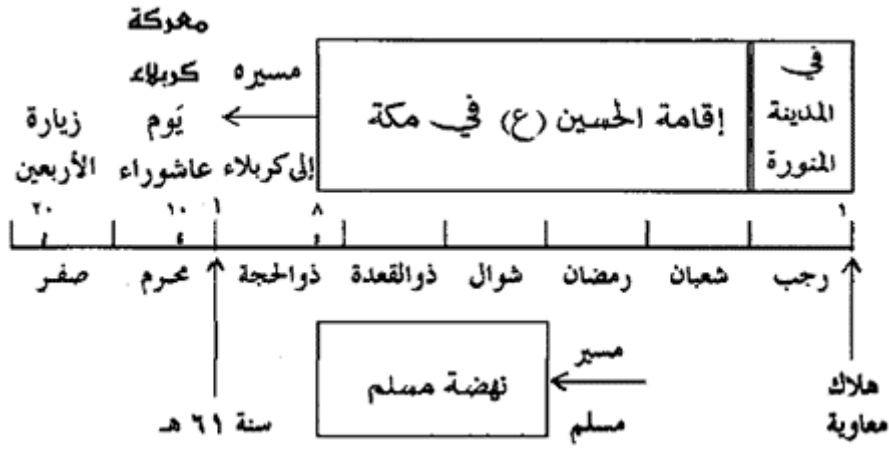 معركة
كربلاء
يَوم
عاشوراء
زيارة
الأربعين
مسيره
إلى كربلاء
إقامة الحسين (ع) في مكة
في
المدينة
المنورة
١
٨
١
١٠
٢٠
رجب
شعبان
رمضان
شوال
ذوالقعدة
ذوالحجة
محرم
صفر
هلاك
معاوية
مسير
مسلم
نهضة مسلم
سنة ٦١ هـ